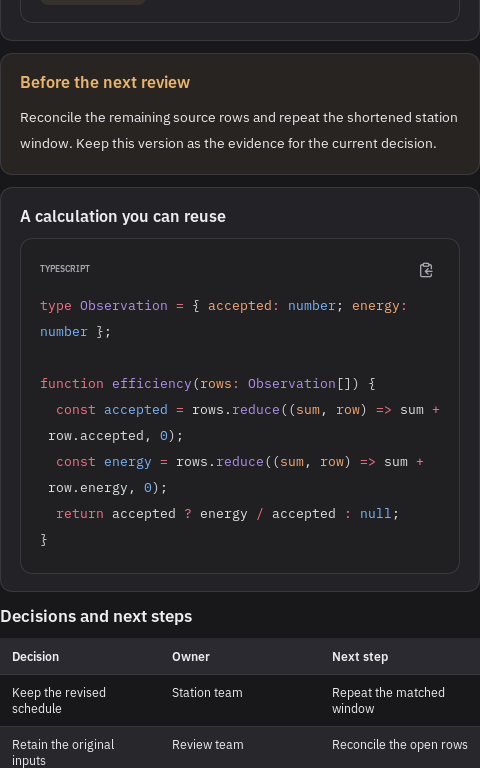 Before the next review
Reconcile the remaining source rows and repeat the shortened station
window. Keep this version as the evidence for the current decision.
A calculation you can reuse
TYPESCRIPT
type Observation = { accepted: number; energy:
number };
function efficiency(rows: Observation[]) {
  const accepted = rows.reduce((sum, row) => sum +
 row.accepted, 0);
  const energy = rows.reduce((sum, row) => sum +
 row.energy, 0);
  return accepted ? energy / accepted : null;
}
Decisions and next steps
Decision Owner Next step
Keep the revised Station team Repeat the matched
schedule window
Retain the original Review team Reconcile the open rows
inputs